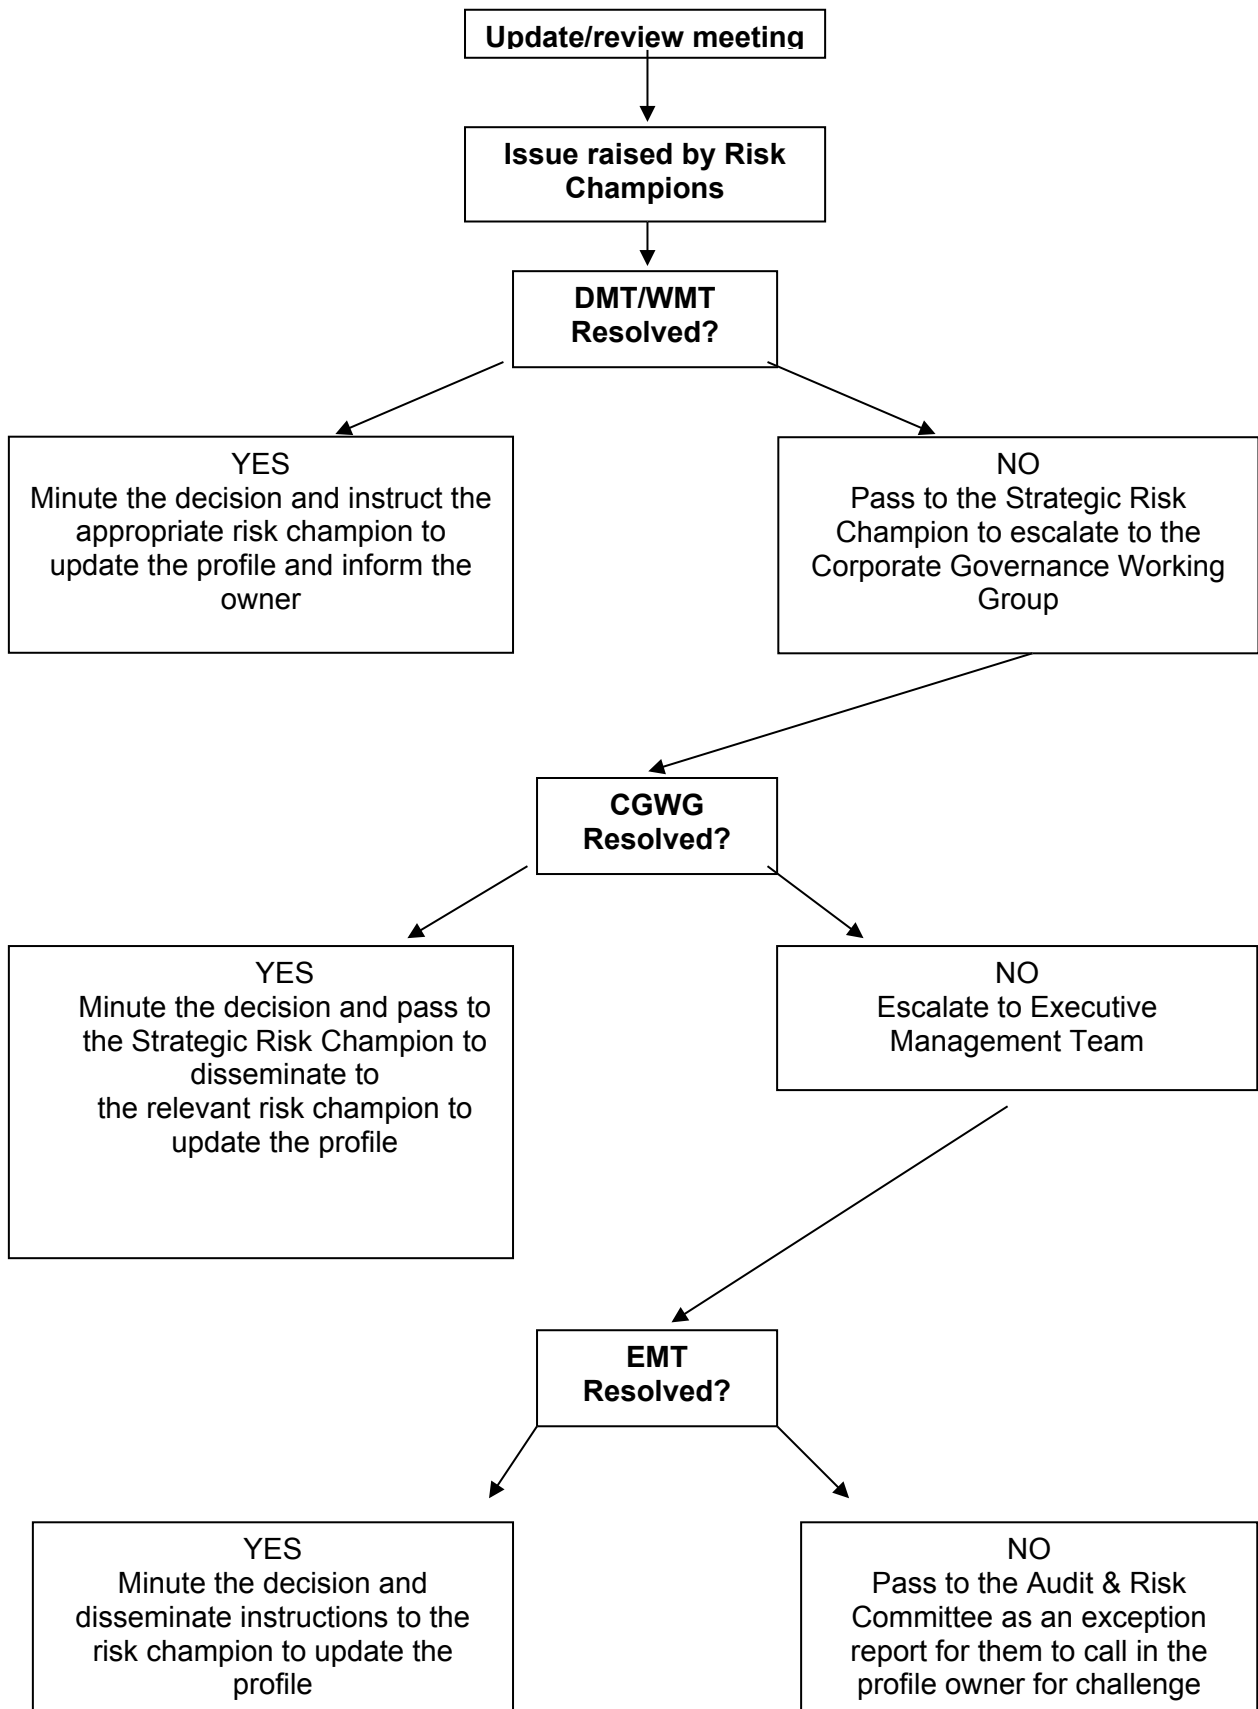 Update/review meeting
Issue raised by Risk
Champions
DMT/WMT
Resolved?
YES
Minute the decision and instruct the
appropriate risk champion to
update the profile and inform the
owner
NO
Pass to the Strategic Risk
Champion to escalate to the
Corporate Governance Working
Group
CGWG
Resolved?
YES
Minute the decision and pass to
the Strategic Risk Champion to
disseminate to
the relevant risk champion to
update the profile
NO
Escalate to Executive
Management Team
EMT
Resolved?
YES
Minute the decision and
disseminate instructions to the
risk champion to update the
profile
NO
Pass to the Audit & Risk
Committee as an exception
report for them to call in the
profile owner for challenge